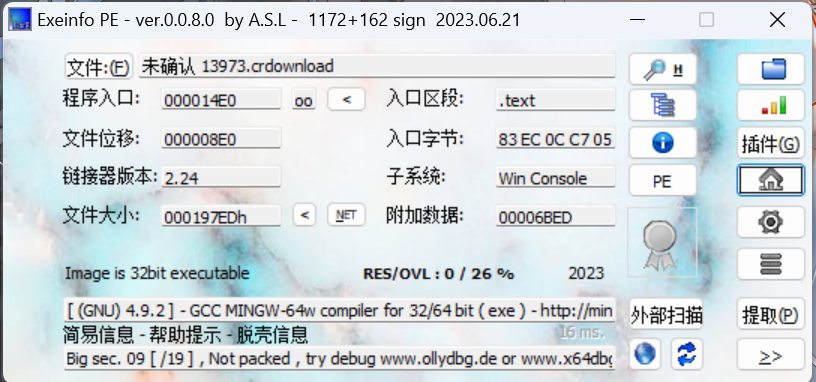 Exeinfo PE - ver.0.0.8.0 by A.S.L - 1172+162 sign 2023.06.21
文件:(F) 未确认 13973.crdownload H
程序入口: 000014E0 oo < 入口区段: .text
文件位移: 000008E0 入口字节: 83 EC 0C C7 05 插件(G)
链接器版本: 2.24 子系统: Win Console PE
文件大小: 000197EDh < NET 附加数据: 00006BED
Image is 32bit executable RES/OVL : 0 / 26 % 2023
[ (GNU) 4.9.2 ] - GCC MINGW-64w compiler for 32/64 bit ( exe ) - http://min 外部扫描 提取(P)
简易信息 - 帮助提示 - 脱壳信息 16 ms.
Big sec. 09 [ /19 ] , Not packed , try debug www.ollydbg.de or www.x64dbg >>